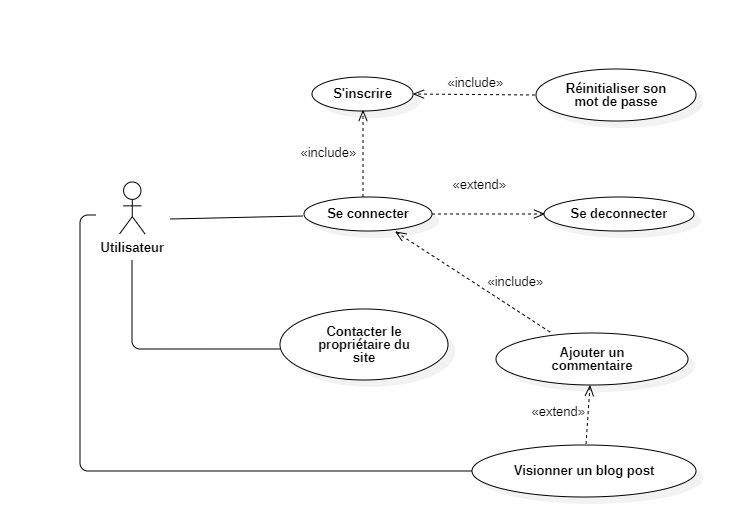 «include»
S'inscrire
Réinitialiser son
mot de passe
«include»
«extend»
Se connecter
Se deconnecter
Utilisateur
«include»
Contacter le
propriétaire du
site
Ajouter un
commentaire
«extend»
Visionner un blog post